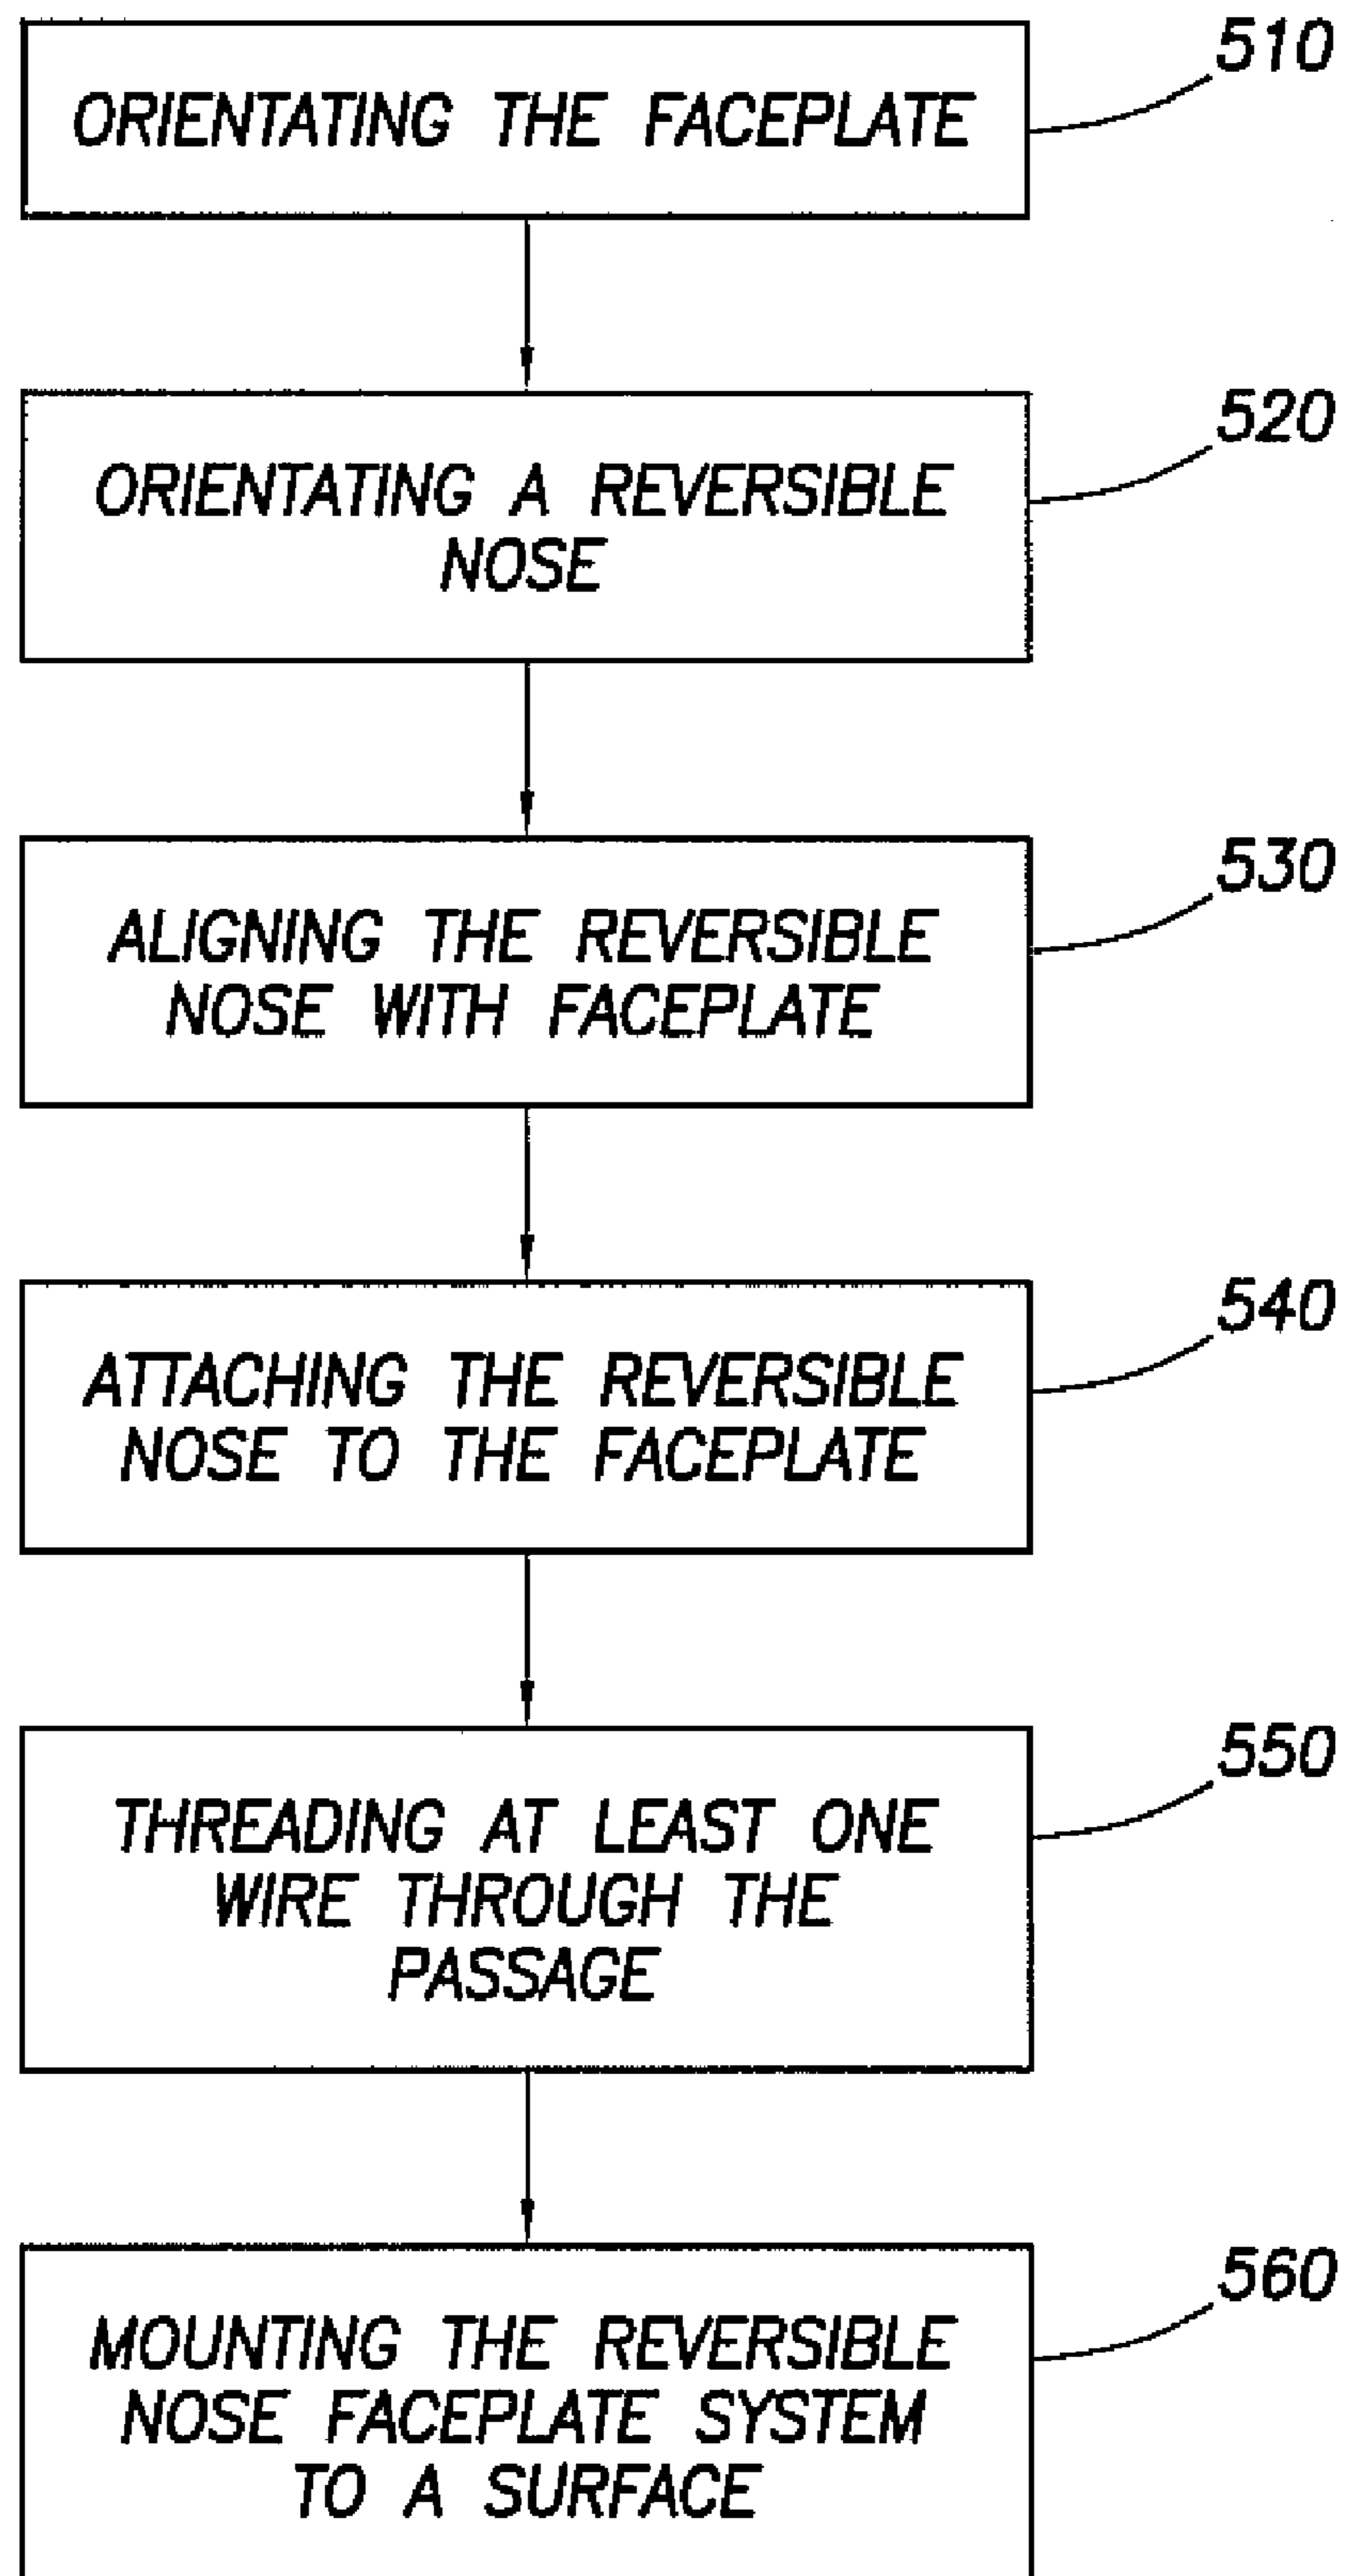 510
ORIENTATING THE FACEPLATE
520
ORIENTATING A REVERSIBLE
NOSE
530
ALIGNING THE REVERSIBLE
NOSE WITH FACEPLATE
540
ATTACHING THE REVERSIBLE
NOSE TO THE FACEPLATE
550
THREADING AT LEAST ONE
WIRE THROUGH THE
PASSAGE
560
MOUNTING THE REVERSIBLE
NOSE FACEPLATE SYSTEM
TO A SURFACE